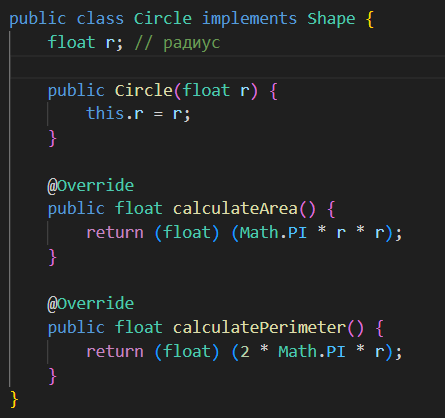 public class Circle implements Shape {
    float r; // радиус

    public Circle(float r) {
        this.r = r;
    }

    @Override
    public float calculateArea() {
        return (float) (Math.PI * r * r);
    }

    @Override
    public float calculatePerimeter() {
        return (float) (2 * Math.PI * r);
    }
}